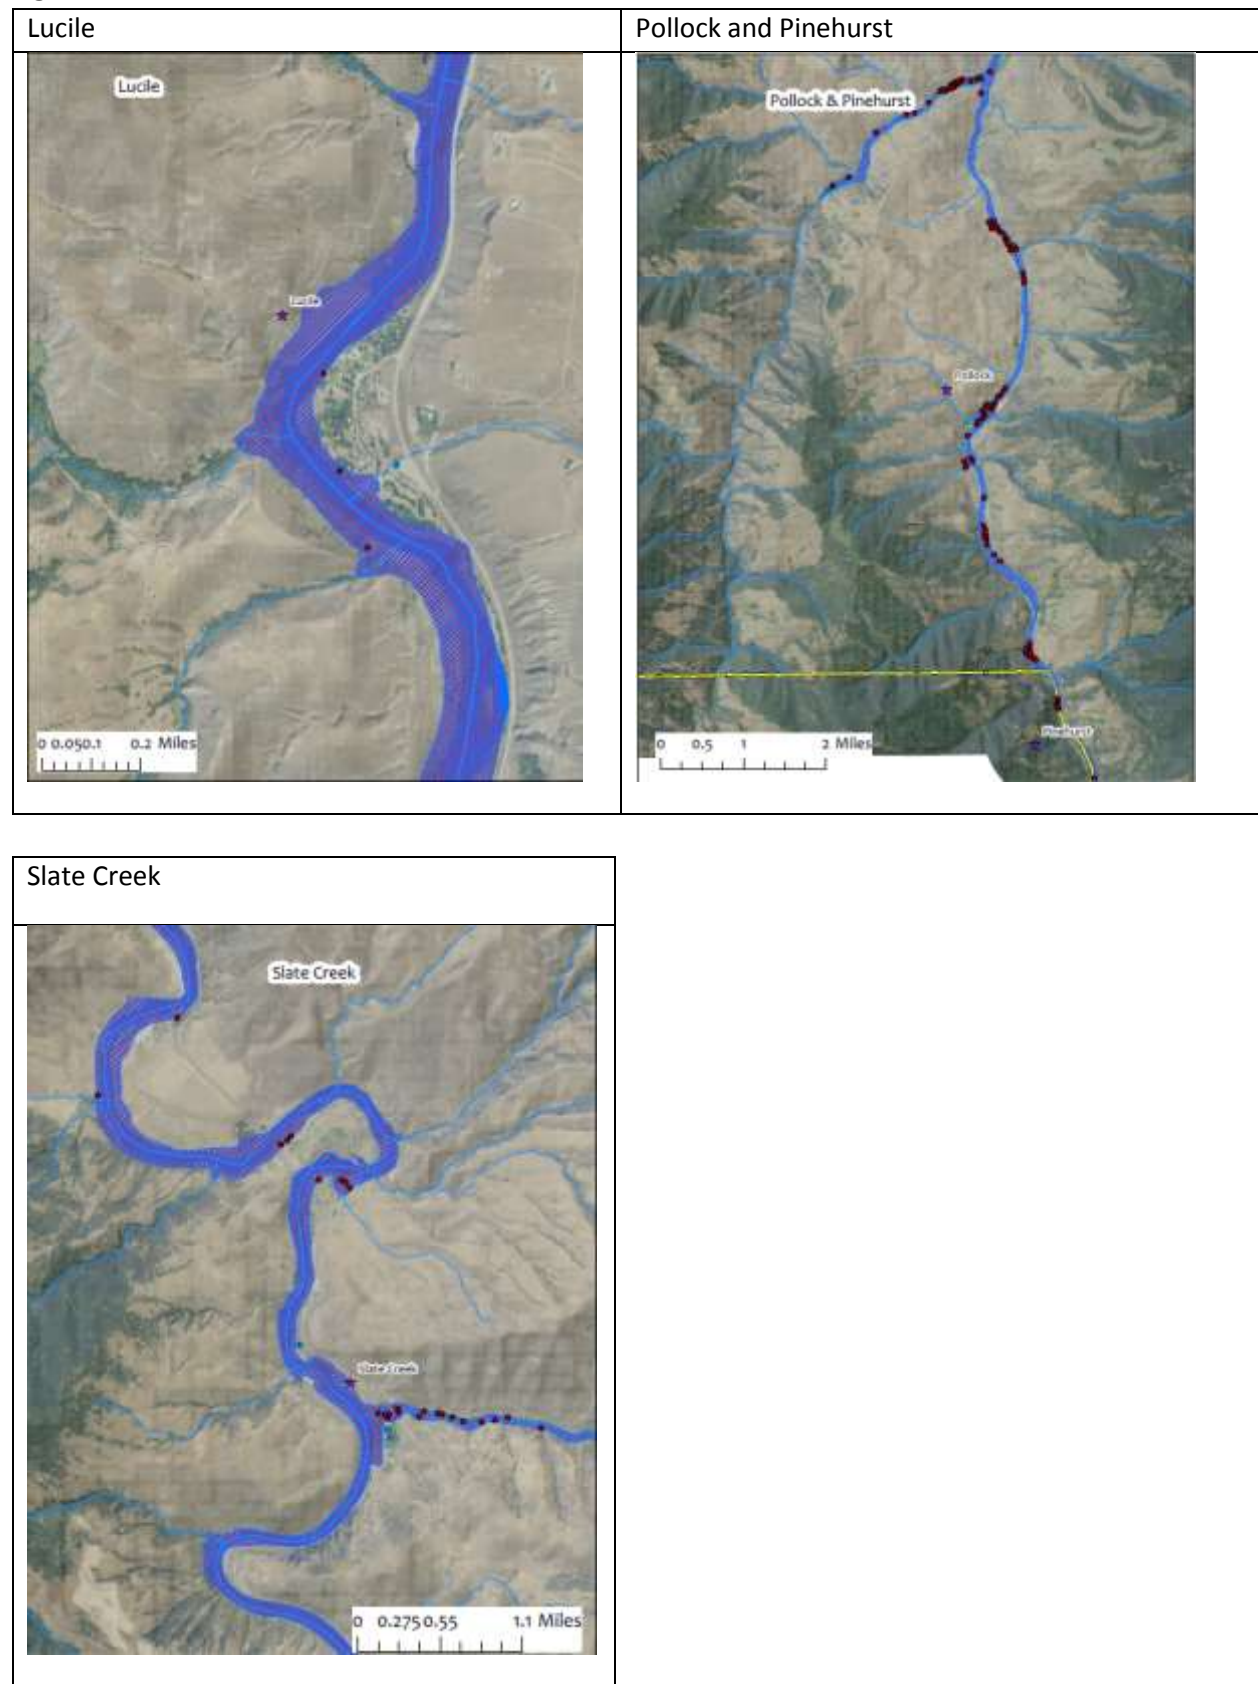 Lucile
Pollock and Pinehurst
Lucile
Lucile
0 0.050.1 0.2 Miles
Pollock & Pinehurst
Pollock
Pinehurst
0 0.5 1 2 Miles
Slate Creek
Slate Creek
Slate Creek
0 0.275 0.55 1.1 Miles